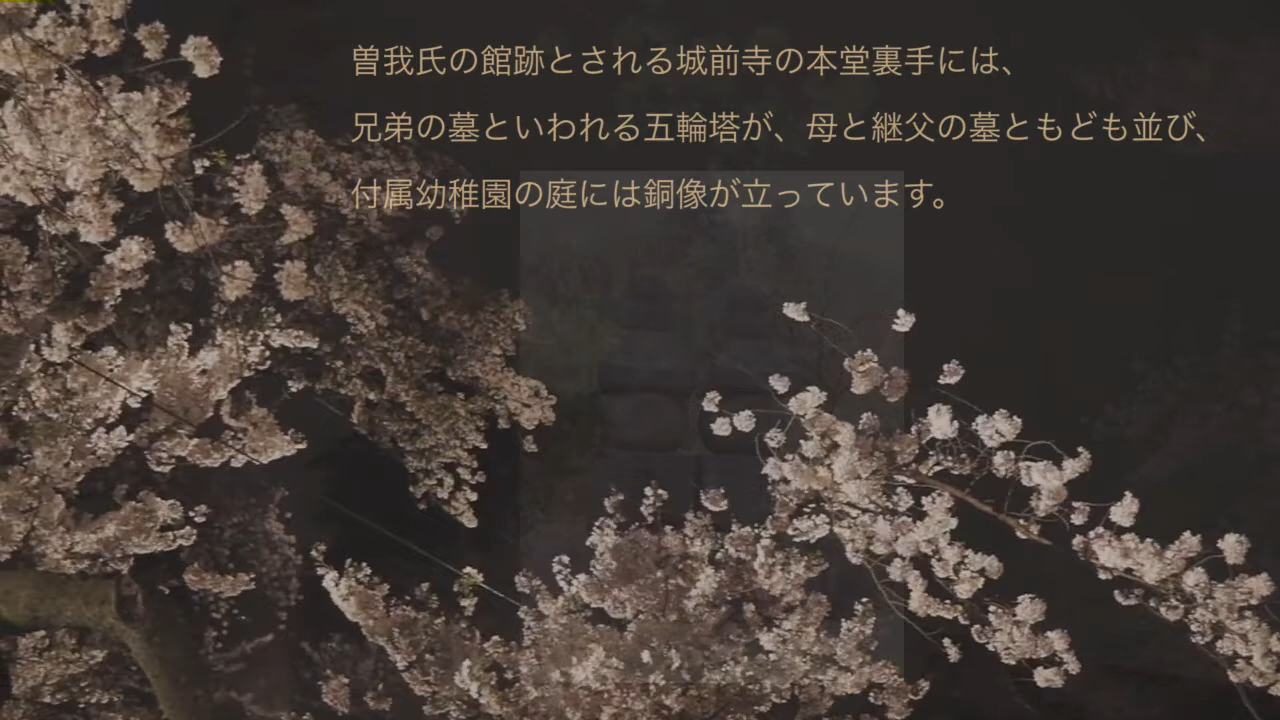 曽我氏の館跡とされる城前寺の本堂裏手には、
兄弟の墓といわれる五輪塔が、母と継父の墓ともども並び、
付属幼稚園の庭には銅像が立っています。